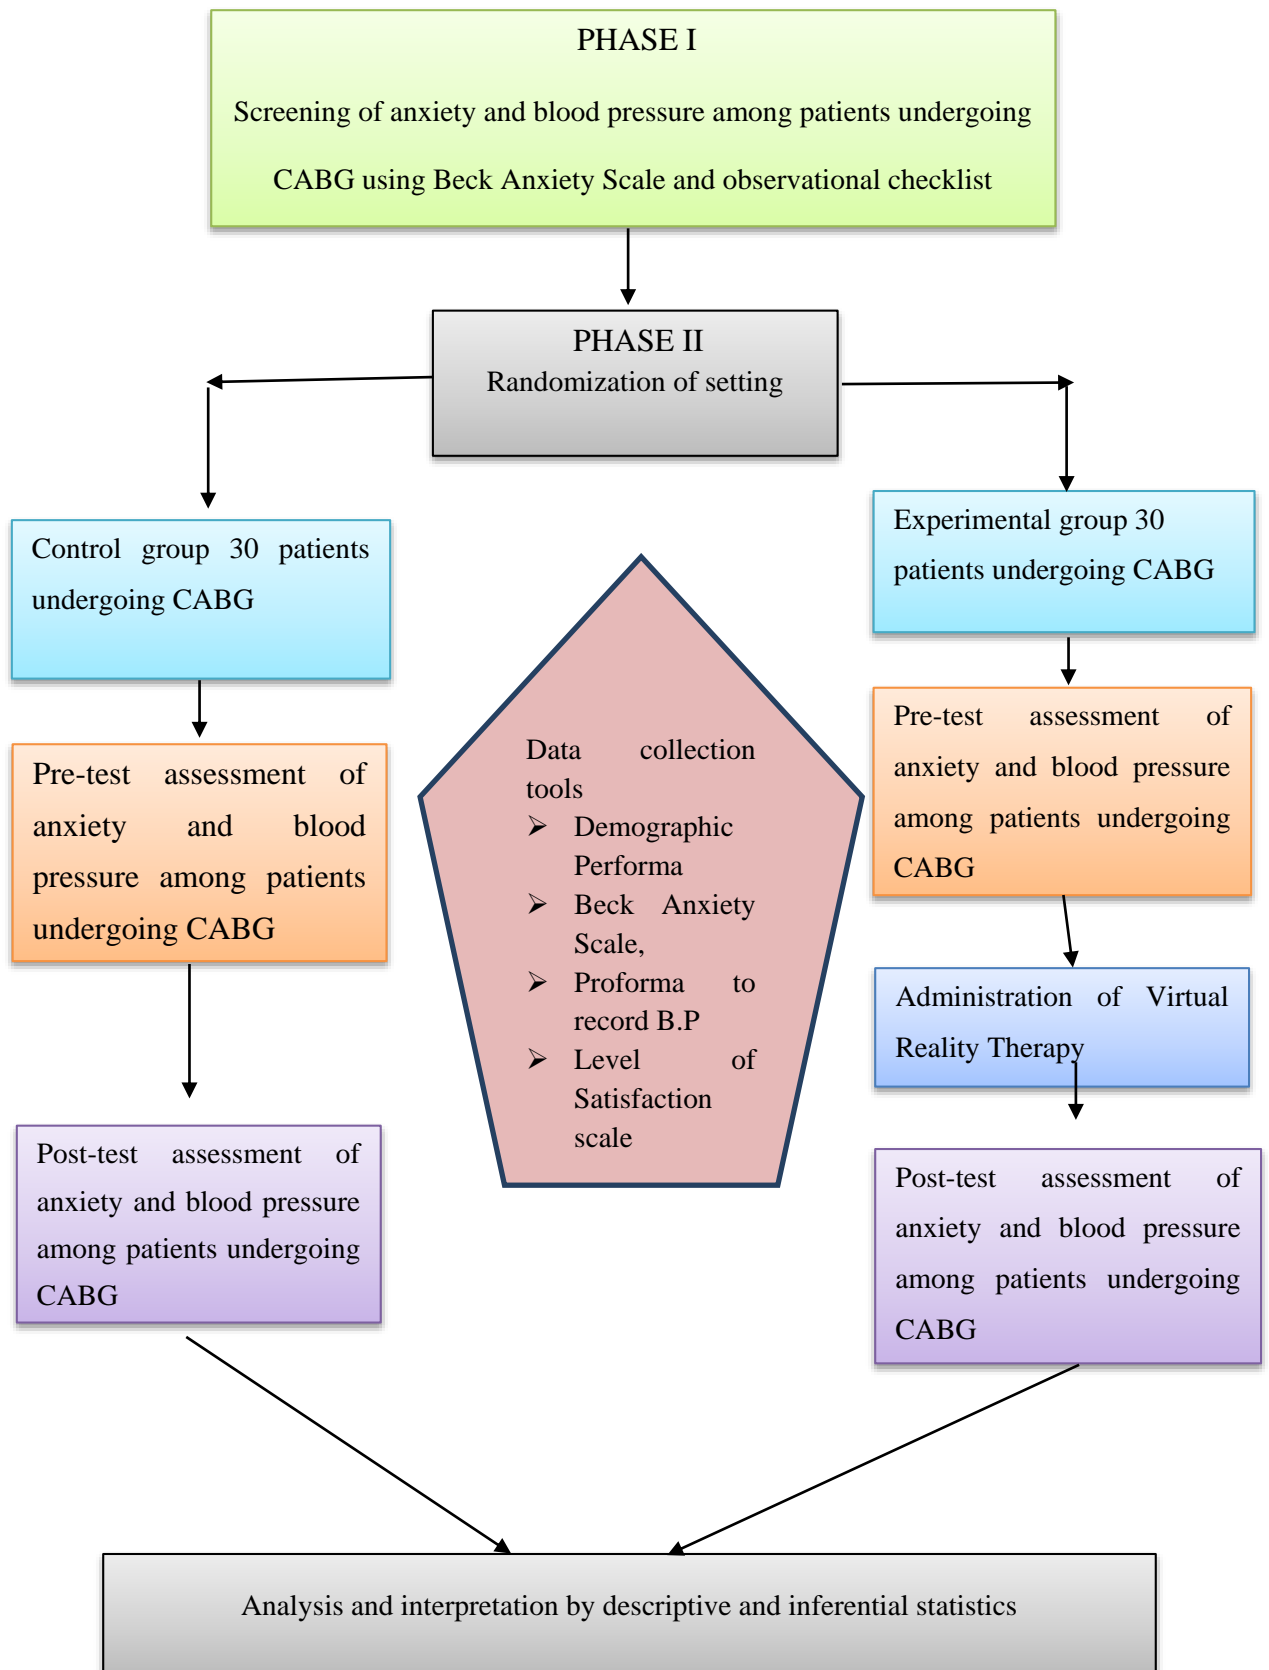 PHASE I
Screening of anxiety and blood pressure among patients undergoing
CABG using Beck Anxiety Scale and observational checklist
PHASE II
Randomization of setting
Control group 30 patients
undergoing CABG
Experimental group 30
patients undergoing CABG
Pre-test assessment of
anxiety and blood
pressure among patients
undergoing CABG
Data collection
tools
➢ Demographic
Performa
➢ Beck Anxiety
Scale,
➢ Proforma to
record B.P
➢ Level of
Satisfaction
scale
Pre-test assessment of
anxiety and blood pressure
among patients undergoing
CABG
Administration of Virtual
Reality Therapy
Post-test assessment of
anxiety and blood pressure
among patients undergoing
CABG
Post-test assessment of
anxiety and blood pressure
among patients undergoing
CABG
Analysis and interpretation by descriptive and inferential statistics